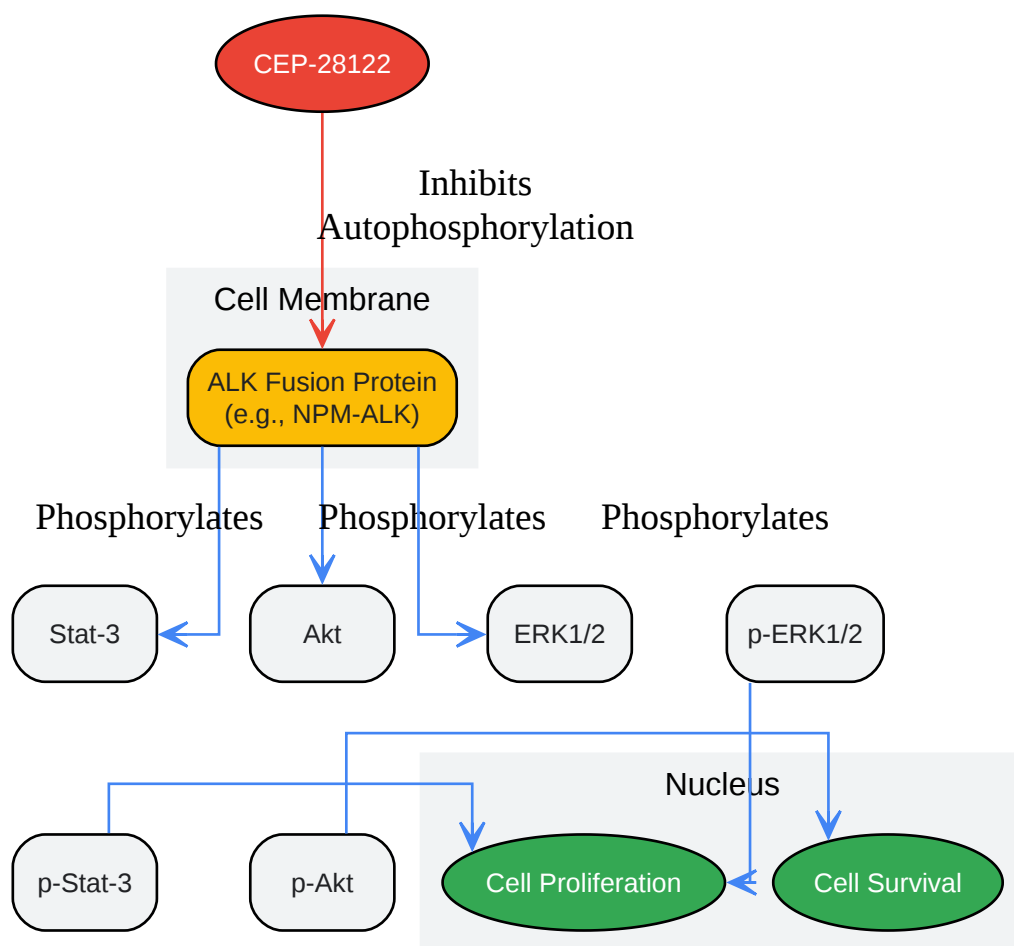 CEP-28122
Inhibits
Autophosphorylation
Cell Membrane
ALK Fusion Protein
(e.g., NPM-ALK)
Phosphorylates
Phosphorylates
Phosphorylates
Stat-3
Akt
ERK1/2
p-ERK1/2
Nucleus
p-Stat-3
p-Akt
Cell Proliferation
Cell Survival